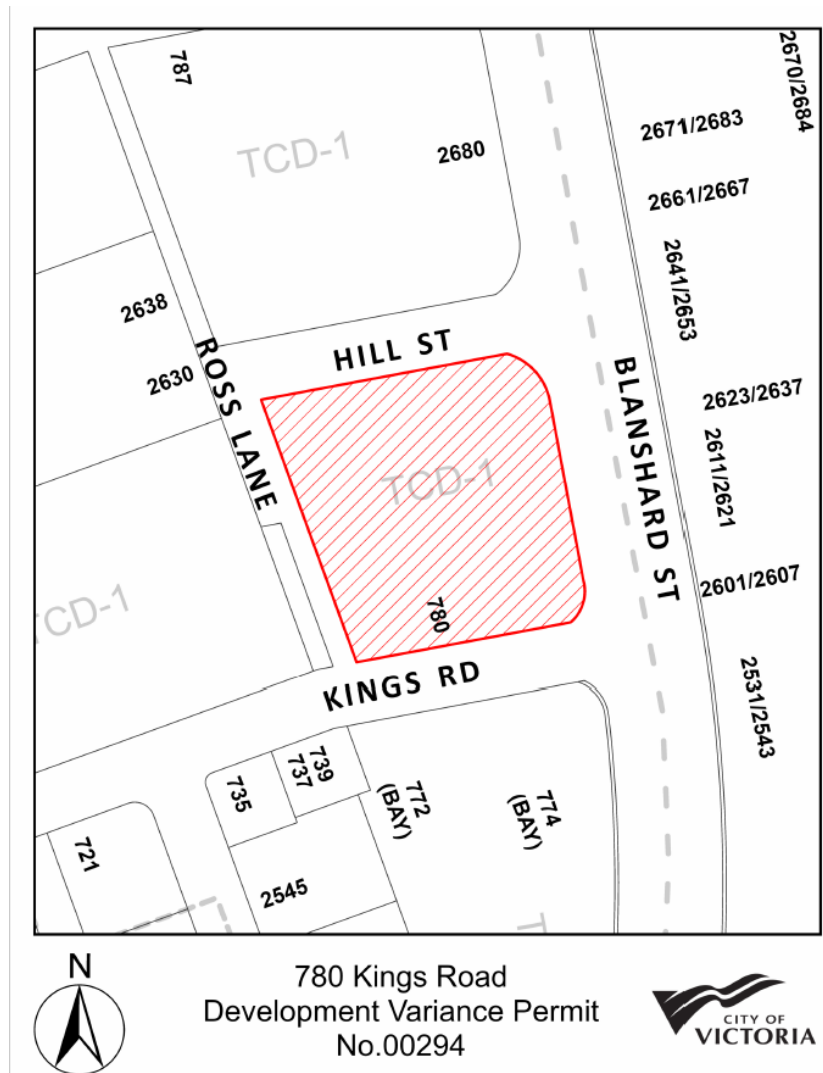 787
TCD-1
2680
2670/2684
2671/2683
2661/2667
2641/2653
2638
2630
HILL ST
ROSS LANE
BLANSHARD ST
2623/2637
2611/2621
TCD-1
TCD-1
780
2601/2607
KINGS RD
2531/2543
739
737
735
772
(BAY)
774
(BAY)
721
2545
N
780 Kings Road
Development Variance Permit
No.00294
CITY OF
VICTORIA